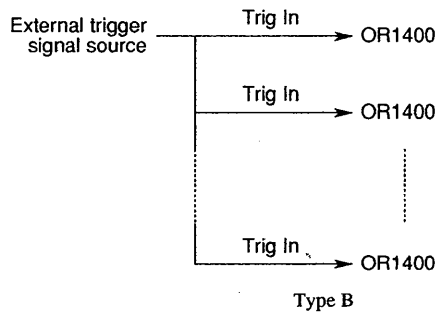 External trigger
signal source
Trig In
OR1400
Trig In
OR1400
Trig In
OR1400
Type B